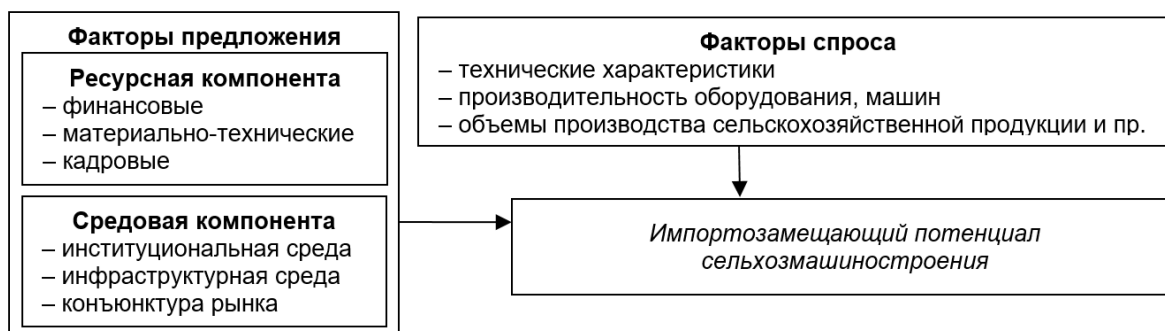 Факторы предложения
Ресурсная компонента
– финансовые
– материально-технические
– кадровые
Средовая компонента
– институциональная среда
– инфраструктурная среда
– конъюнктура рынка
Факторы спроса
– технические характеристики
– производительность оборудования, машин
– объемы производства сельскохозяйственной продукции и пр.
Импортозамещающий потенциал
сельхозмашиностроения